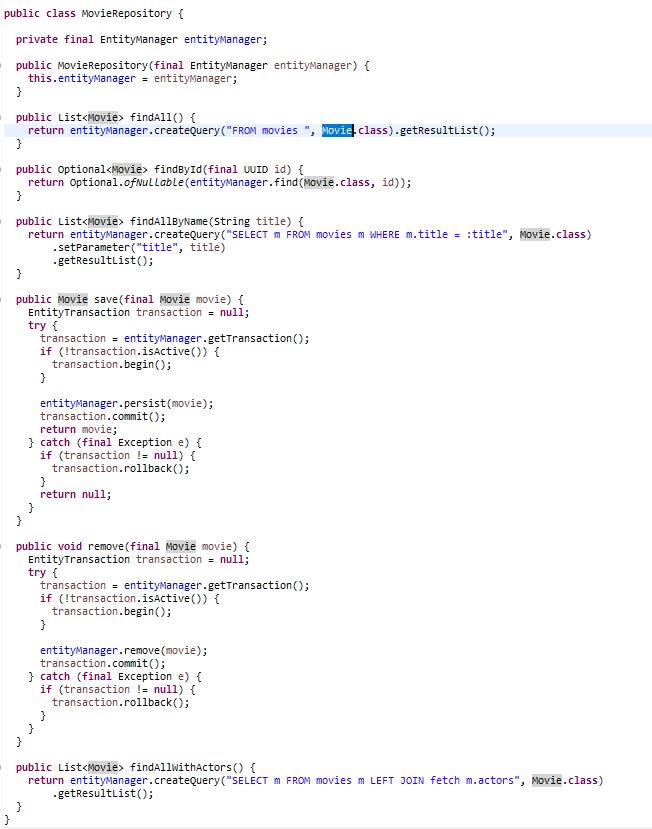 public class MovieRepository {
private final EntityManager entityManager;
public MovieRepository(final EntityManager entityManager) {
this.entityManager = entityManager;
}
public List<Movie> findAll() {
return entityManager.createQuery("FROM movies ", Movie.class).getResultList();
}
public Optional<Movie> findById(final UUID id) {
return Optional.ofNullable(entityManager.find(Movie.class, id));
}
public List<Movie> findAllByName(String title) {
return entityManager.createQuery("SELECT m FROM movies m WHERE m.title = :title", Movie.class)
.setParameter("title", title)
.getResultList();
}
public Movie save(final Movie movie) {
EntityTransaction transaction = null;
try {
transaction = entityManager.getTransaction();
if (!transaction.isActive()) {
transaction.begin();
}
entityManager.persist(movie);
transaction.commit();
return movie;
} catch (final Exception e) {
if (transaction != null) {
transaction.rollback();
}
return null;
}
}
public void remove(final Movie movie) {
EntityTransaction transaction = null;
try {
transaction = entityManager.getTransaction();
if (!transaction.isActive()) {
transaction.begin();
}
entityManager.remove(movie);
transaction.commit();
} catch (final Exception e) {
if (transaction != null) {
transaction.rollback();
}
}
}
public List<Movie> findAllWithActors() {
return entityManager.createQuery("SELECT m FROM movies m LEFT JOIN fetch m.actors", Movie.class)
.getResultList();
}
}